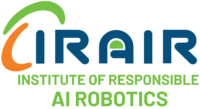 IRAIR
INSTITUTE OF RESPONSIBLE
AI ROBOTICS